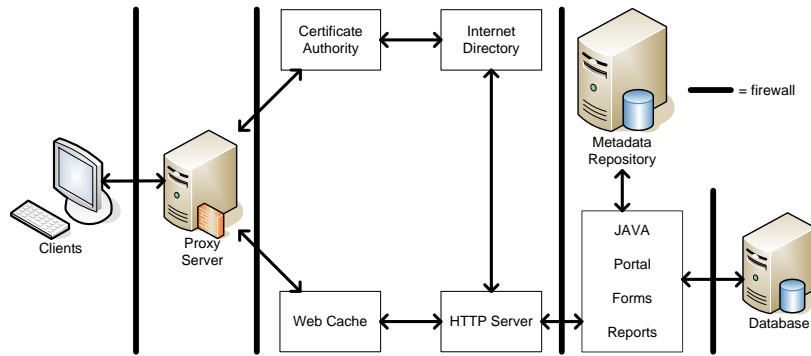 Certificate
Authority
Internet
Directory
= firewall
Metadata
Repository
Clients
Proxy
Server
JAVA
Portal
Forms
Reports
Web Cache
HTTP Server
Database